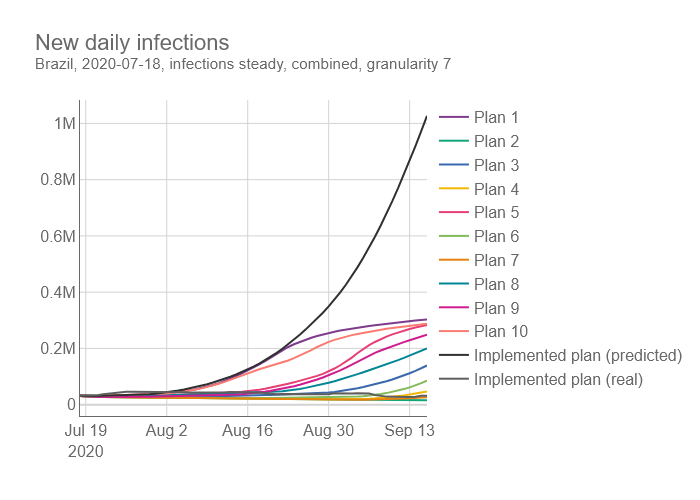 New daily infections
Brazil, 2020-07-18, infections steady, combined, granularity 7
1M
0.8M
0.6M
0.4M
0.2M
0
Jul 19
2020
Aug 2
Aug 16
Aug 30
Sep 13
Plan 1
Plan 2
Plan 3
Plan 4
Plan 5
Plan 6
Plan 7
Plan 8
Plan 9
Plan 10
Implemented plan (predicted)
Implemented plan (real)